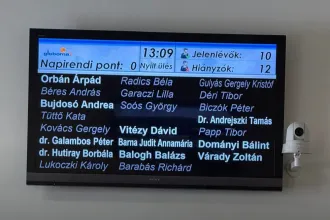 Napirendi pont: 0
13:09
Nyílt ülés
Jelenlévők: 10
Hiányzók: 12
Orbán Árpád Radics Béla Gulyás Gergely Kristóf
Béres András Garaczi Lilla Déri Tibor
Bujdosó Andrea Soós György Biczók Péter
Tüttő Kata Dr. Andrejszki Tamás
Kovács Gergely Vitézy Dávid Papp Tibor
dr. Galambos Péter Barna Judit Annamária Dományi Bálint
dr. Hutiray Borbála Balogh Balázs Várady Zoltán
Lukoczki Károly Barabás Richárd